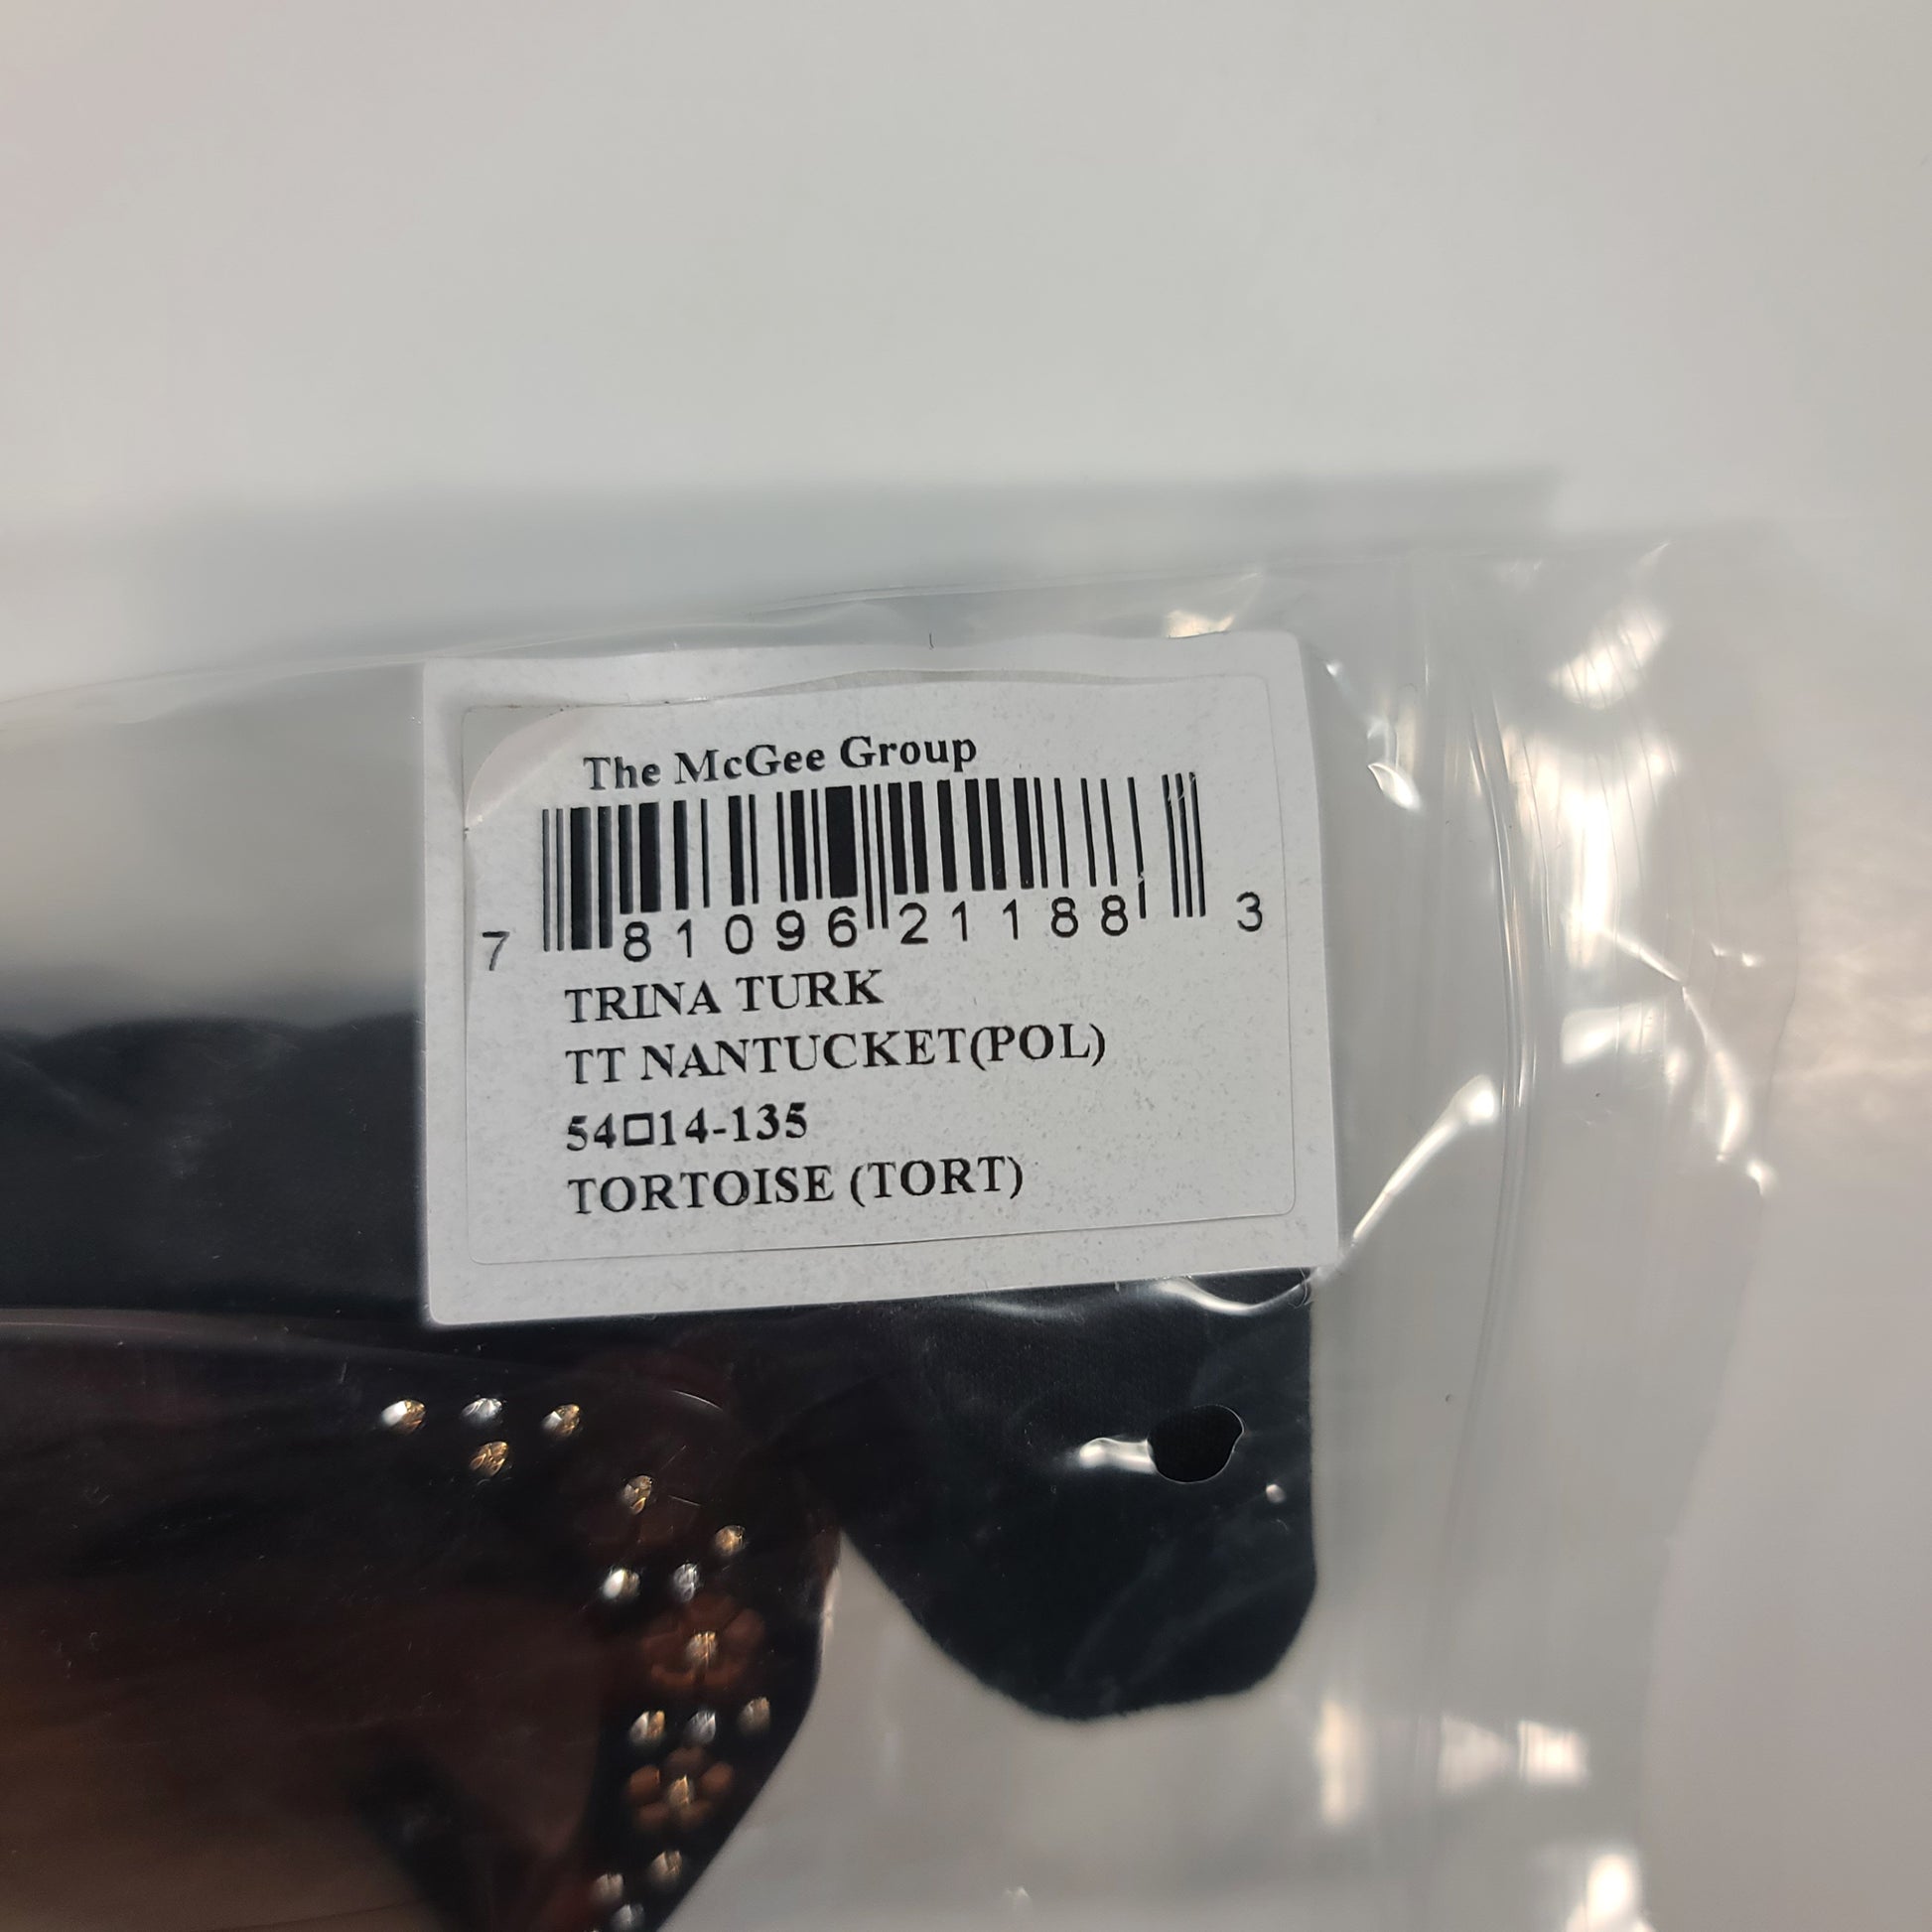 The McGee Group
7 81096 21188 3
TRINA TURK
TT NANTUCKET(POL)
54□14-135
TORTOISE (TORT)